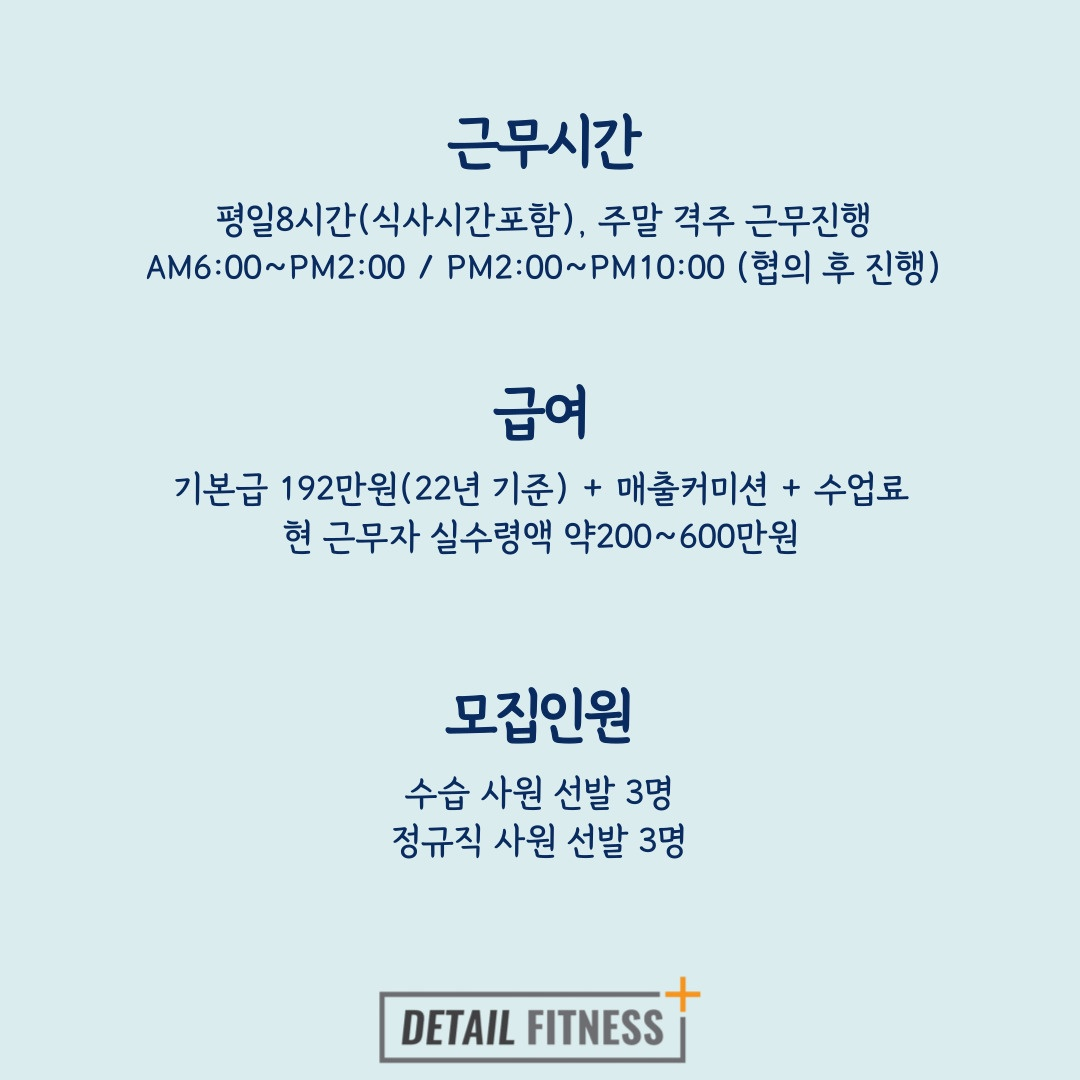 근무시간
평일8시간(식사시간포함), 주말 격주 근무진행
AM6:00~PM2:00 / PM2:00~PM10:00 (협의 후 진행)
급여
기본급 192만원(22년 기준) + 매출커미션 + 수업료
현 근무자 실수령액 약200~600만원
모집인원
수습 사원 선발 3명
정규직 사원 선발 3명
DETAIL FITNESS